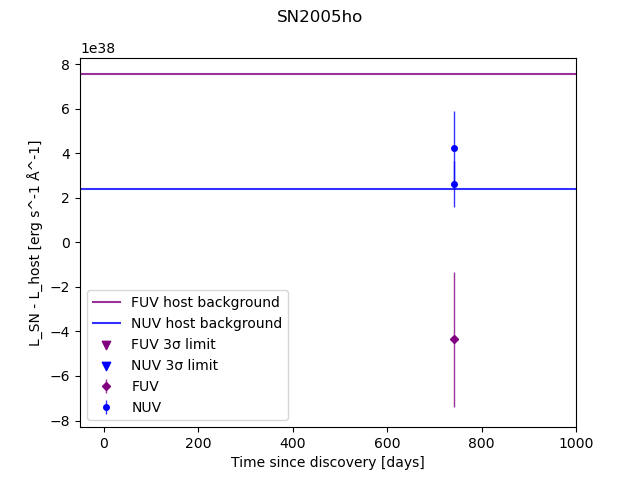 SN2005ho
1e38
8
6
4
2
0
−2
−4
−6
−8
L_SN - L_host [erg s^-1 Å^-1]
FUV host background
NUV host background
FUV 3σ limit
NUV 3σ limit
FUV
NUV
0 200 400 600 800 1000
Time since discovery [days]